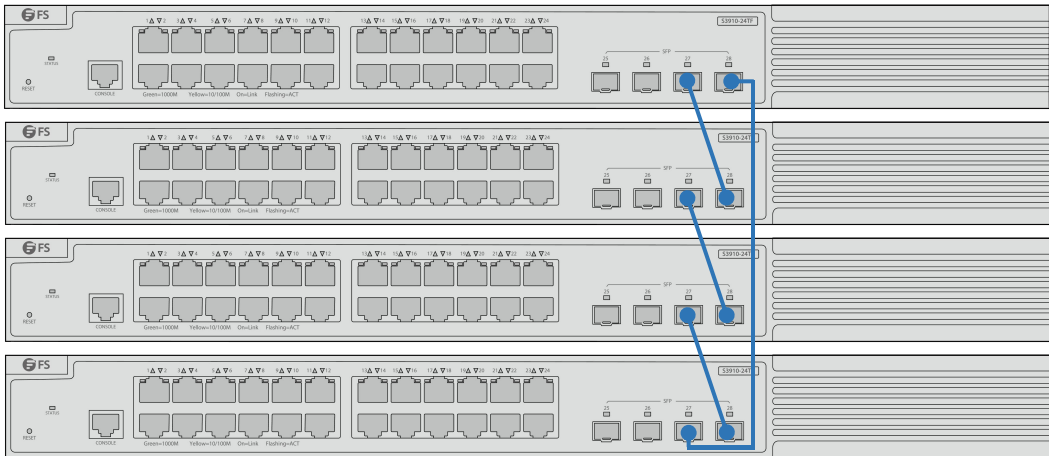 FS
1 2 3 4 5 6 7 8 9 10 11 12 13 14 15 16 17 18 19 20 21 22 23 24
S3910-24TF
SFP
25 26 27 28
STATUS
RESET
CONSOLE
Green=1000M Yellow=10/100M On=Link Flashing=ACT
FS
1 2 3 4 5 6 7 8 9 10 11 12 13 14 15 16 17 18 19 20 21 22 23 24
S3910-24TF
SFP
25 26 27 28
STATUS
RESET
CONSOLE
Green=1000M Yellow=10/100M On=Link Flashing=ACT
FS
1 2 3 4 5 6 7 8 9 10 11 12 13 14 15 16 17 18 19 20 21 22 23 24
S3910-24TF
SFP
25 26 27 28
STATUS
RESET
CONSOLE
Green=1000M Yellow=10/100M On=Link Flashing=ACT
FS
1 2 3 4 5 6 7 8 9 10 11 12 13 14 15 16 17 18 19 20 21 22 23 24
S3910-24TF
SFP
25 26 27 28
STATUS
RESET
CONSOLE
Green=1000M Yellow=10/100M On=Link Flashing=ACT